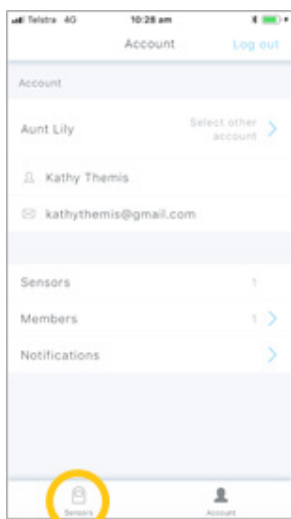 Telstra 4G 10:28 am
Account Log out
Account
Aunt Lily Select other account
Kathy Themis
kathythemis@gmail.com
Sensors 1
Members 1
Notifications
Sensors Account